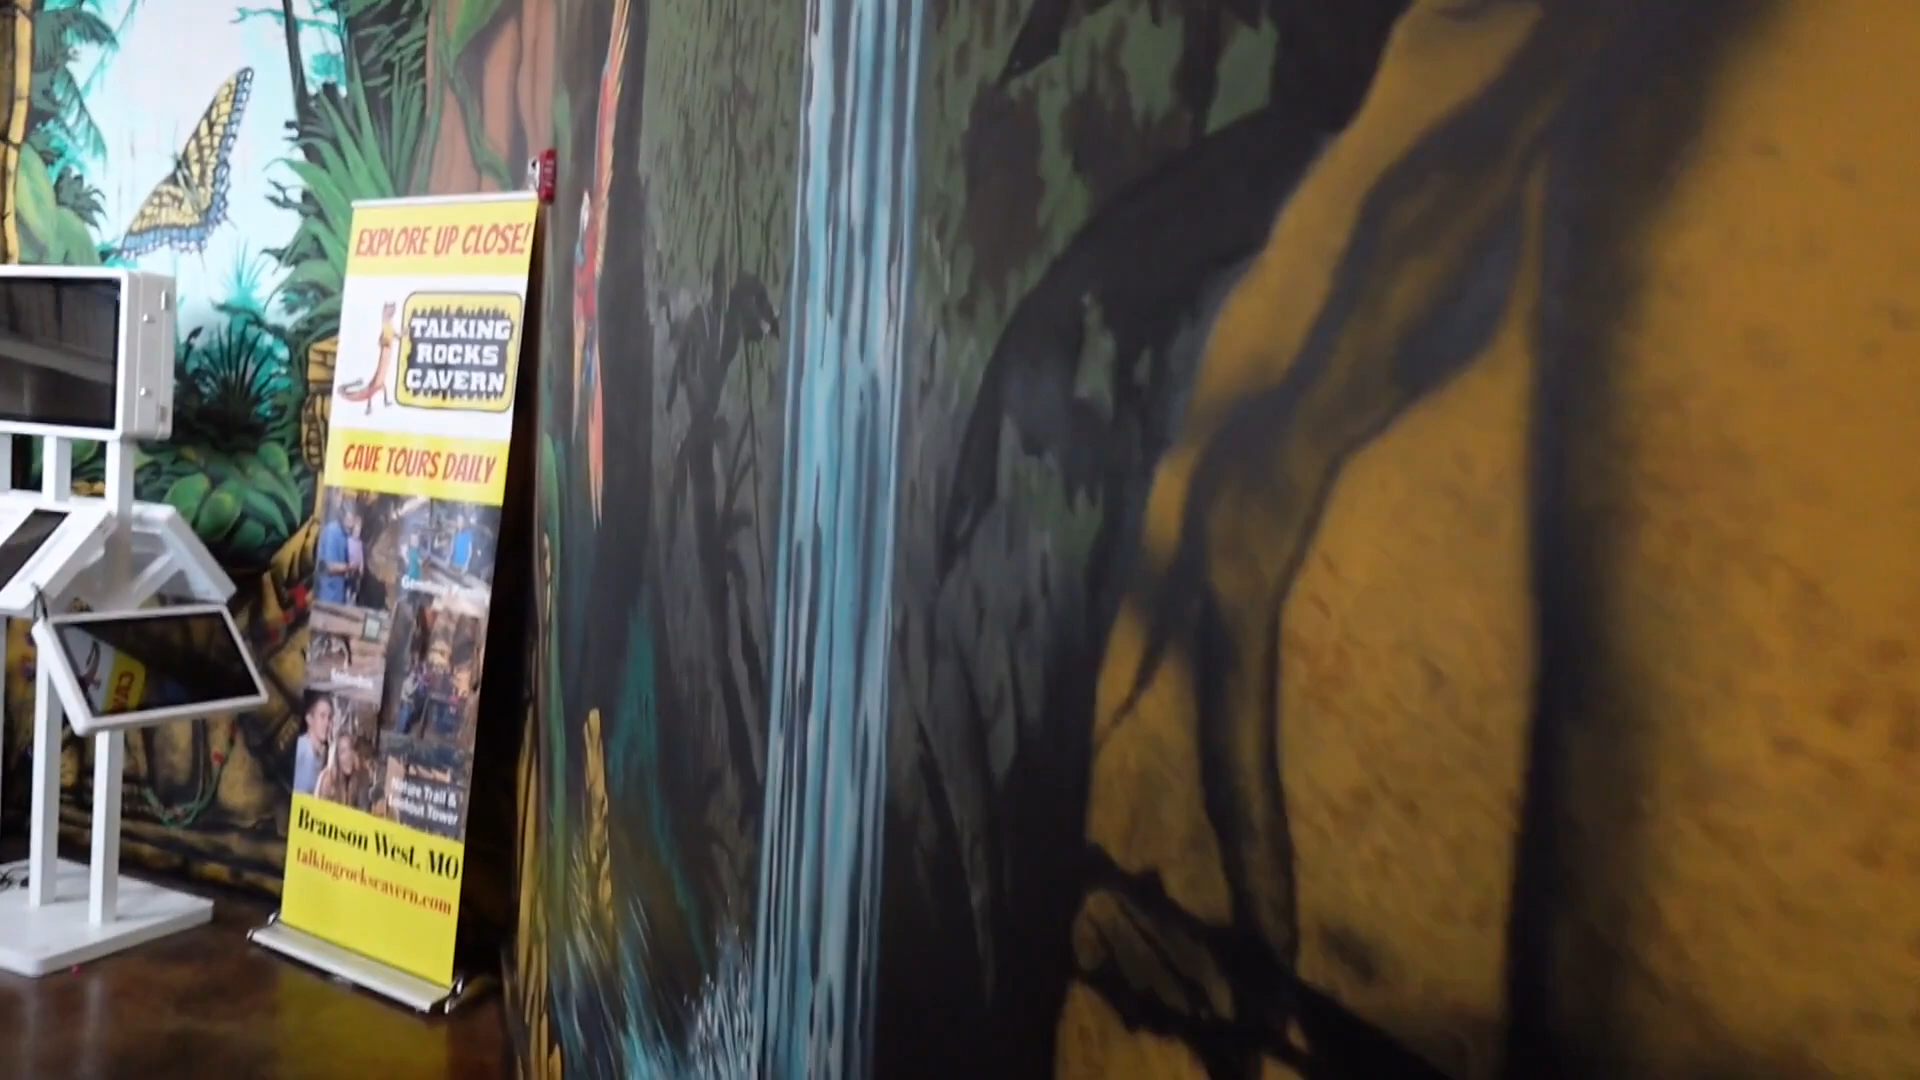 EXPLORE UP CLOSE!
TALKING
ROCKS
CAVERN
CAVE TOURS DAILY
Nature Trail &
Lookout Tower
Branson West, MO
talkingrockscavern.com